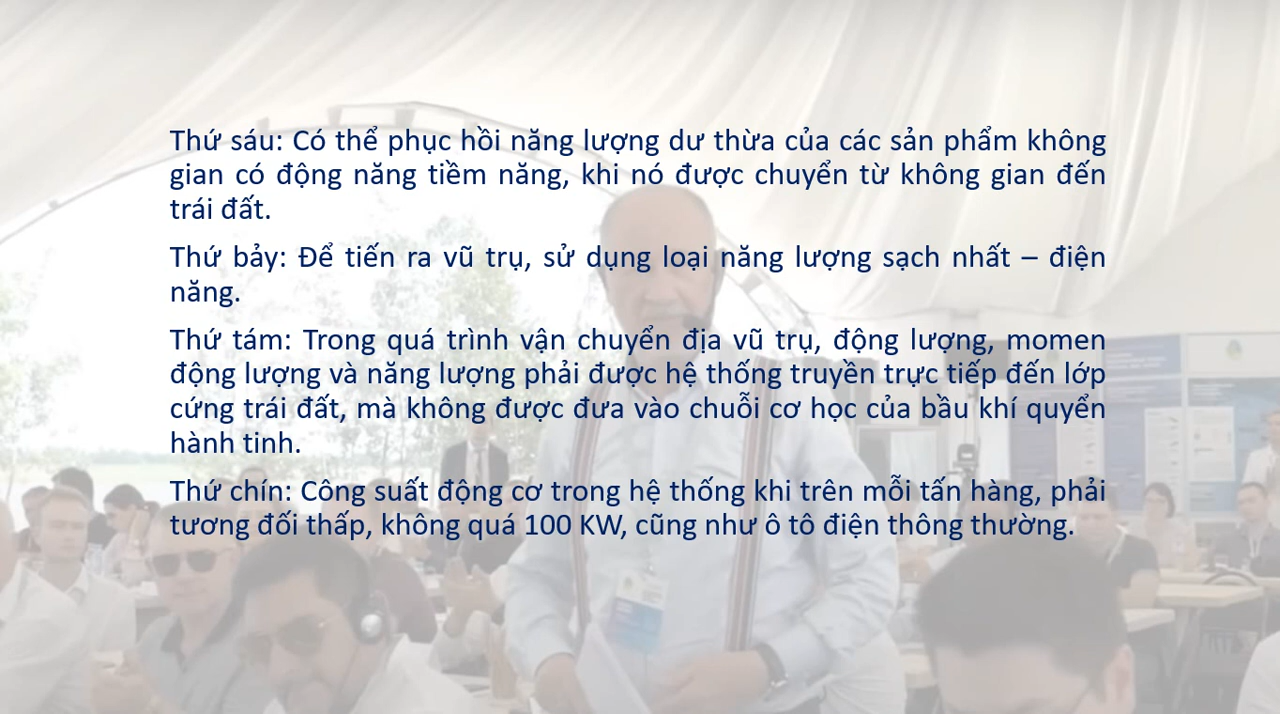 Thứ sáu: Có thể phục hồi năng lượng dư thừa của các sản phẩm không
gian có động năng tiềm năng, khi nó được chuyển từ không gian đến
trái đất.
Thứ bảy: Để tiến ra vũ trụ, sử dụng loại năng lượng sạch nhất – điện
năng.
Thứ tám: Trong quá trình vận chuyển địa vũ trụ, động lượng, momen
động lượng và năng lượng phải được hệ thống truyền trực tiếp đến lớp
cứng trái đất, mà không được đưa vào chuỗi cơ học của bầu khí quyển
hành tinh.
Thứ chín: Công suất động cơ trong hệ thống khi trên mỗi tấn hàng, phải
tương đối thấp, không quá 100 KW, cũng như ô tô điện thông thường.